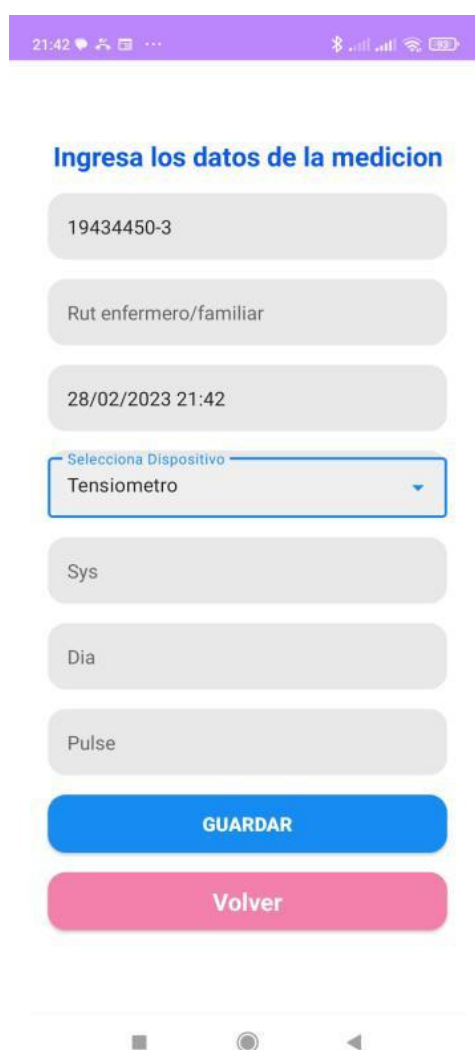 21:42
93
Ingresa los datos de la medicion
19434450-3
Rut enfermero/familiar
28/02/2023 21:42
Selecciona Dispositivo
Tensiometro
Sys
Dia
Pulse
GUARDAR
Volver